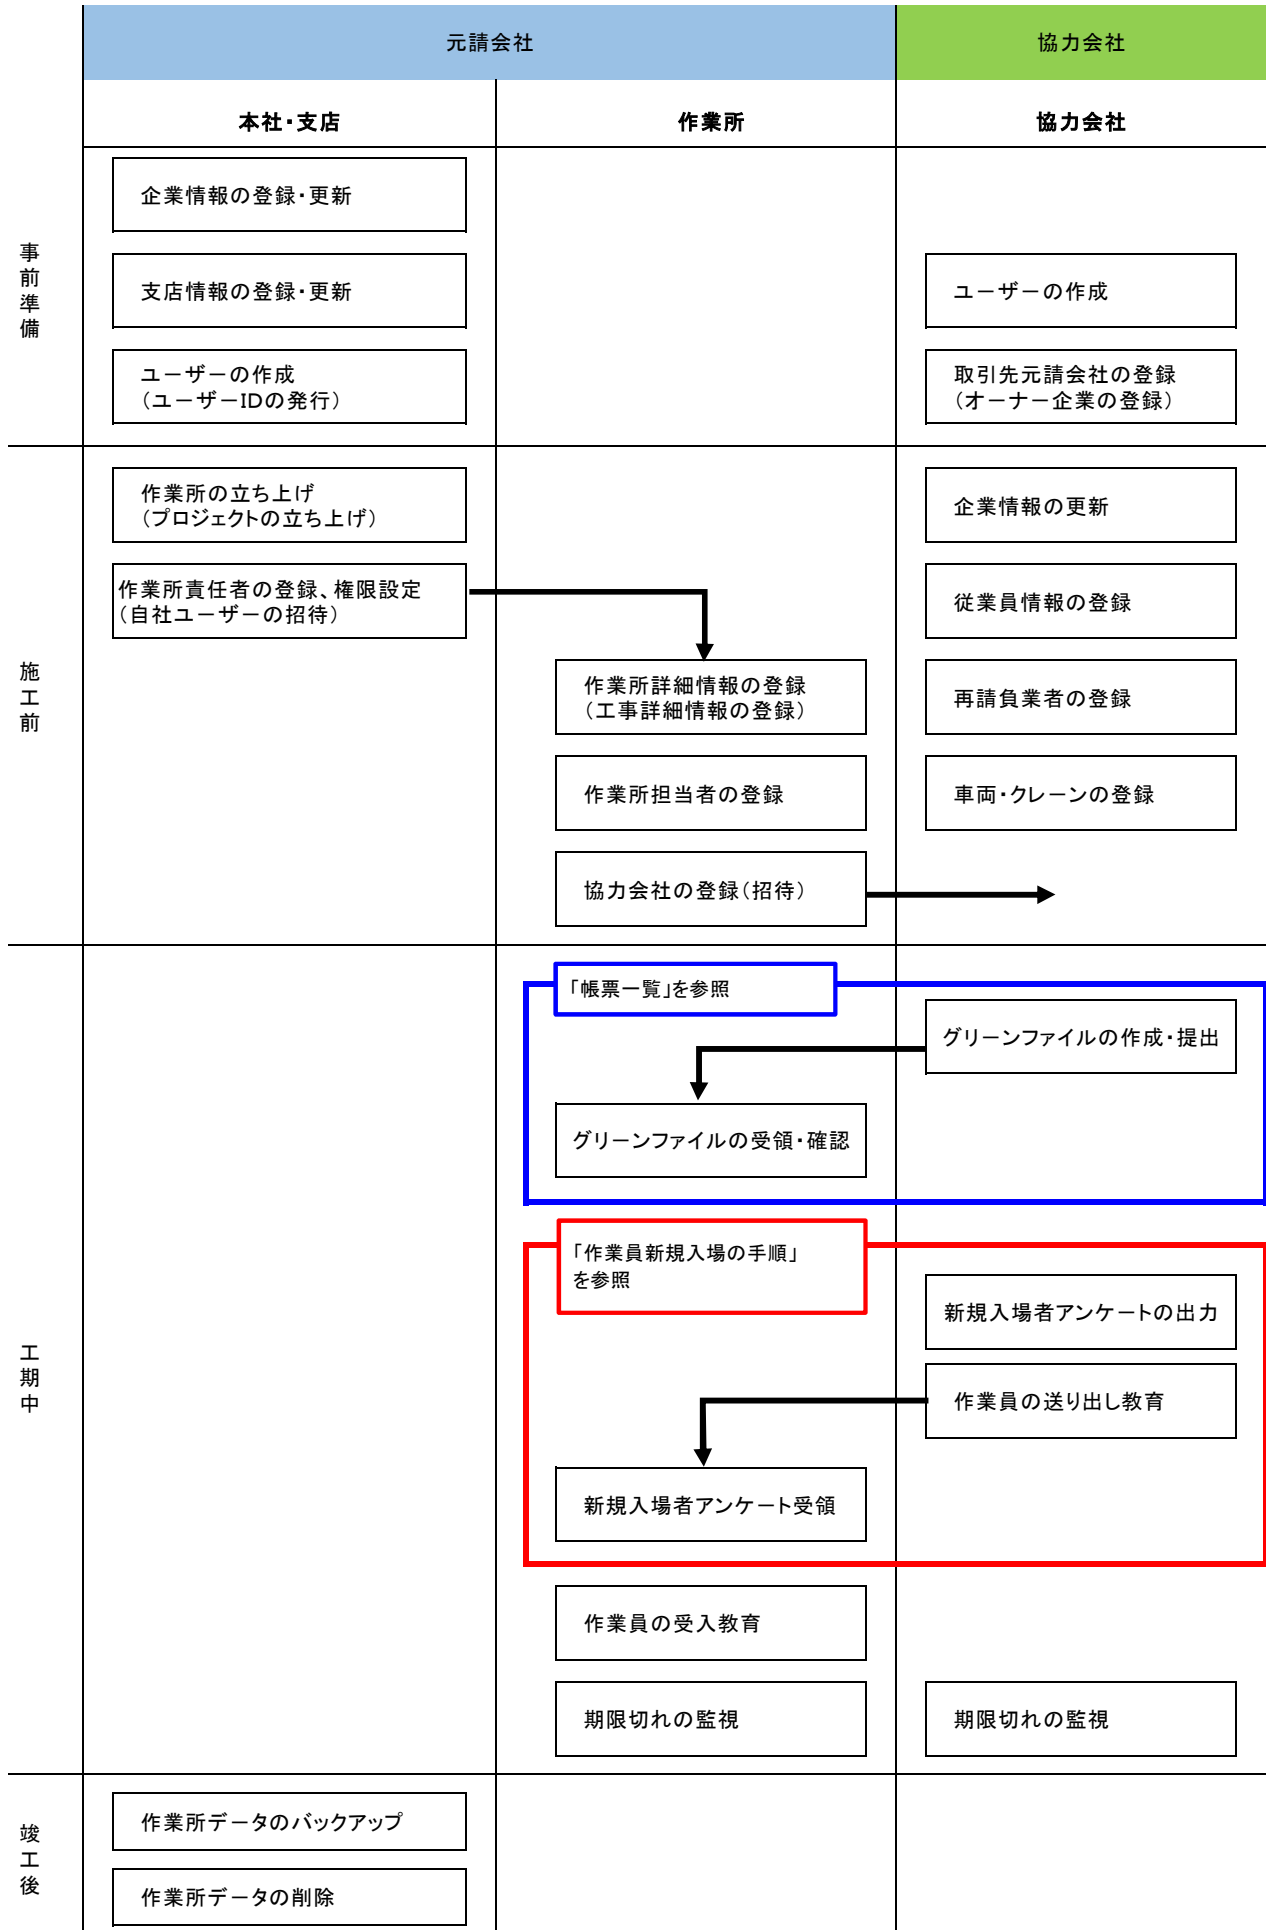 元請会社
協力会社
本社・支店
作業所
協力会社
事前準備
企業情報の登録・更新
支店情報の登録・更新
ユーザーの作成
ユーザーの作成
（ユーザーIDの発行）
取引先元請会社の登録
（オーナー企業の登録）
施工前
作業所の立ち上げ
（プロジェクトの立ち上げ）
企業情報の更新
作業所責任者の登録、権限設定
（自社ユーザーの招待）
従業員情報の登録
作業所詳細情報の登録
（工事詳細情報の登録）
再請負業者の登録
作業所担当者の登録
車両・クレーンの登録
協力会社の登録（招待）
工期中
「帳票一覧」を参照
グリーンファイルの作成・提出
グリーンファイルの受領・確認
「作業員新規入場の手順」
を参照
新規入場者アンケートの出力
作業員の送り出し教育
新規入場者アンケート受領
作業員の受入教育
期限切れの監視
期限切れの監視
竣工後
作業所データのバックアップ
作業所データの削除